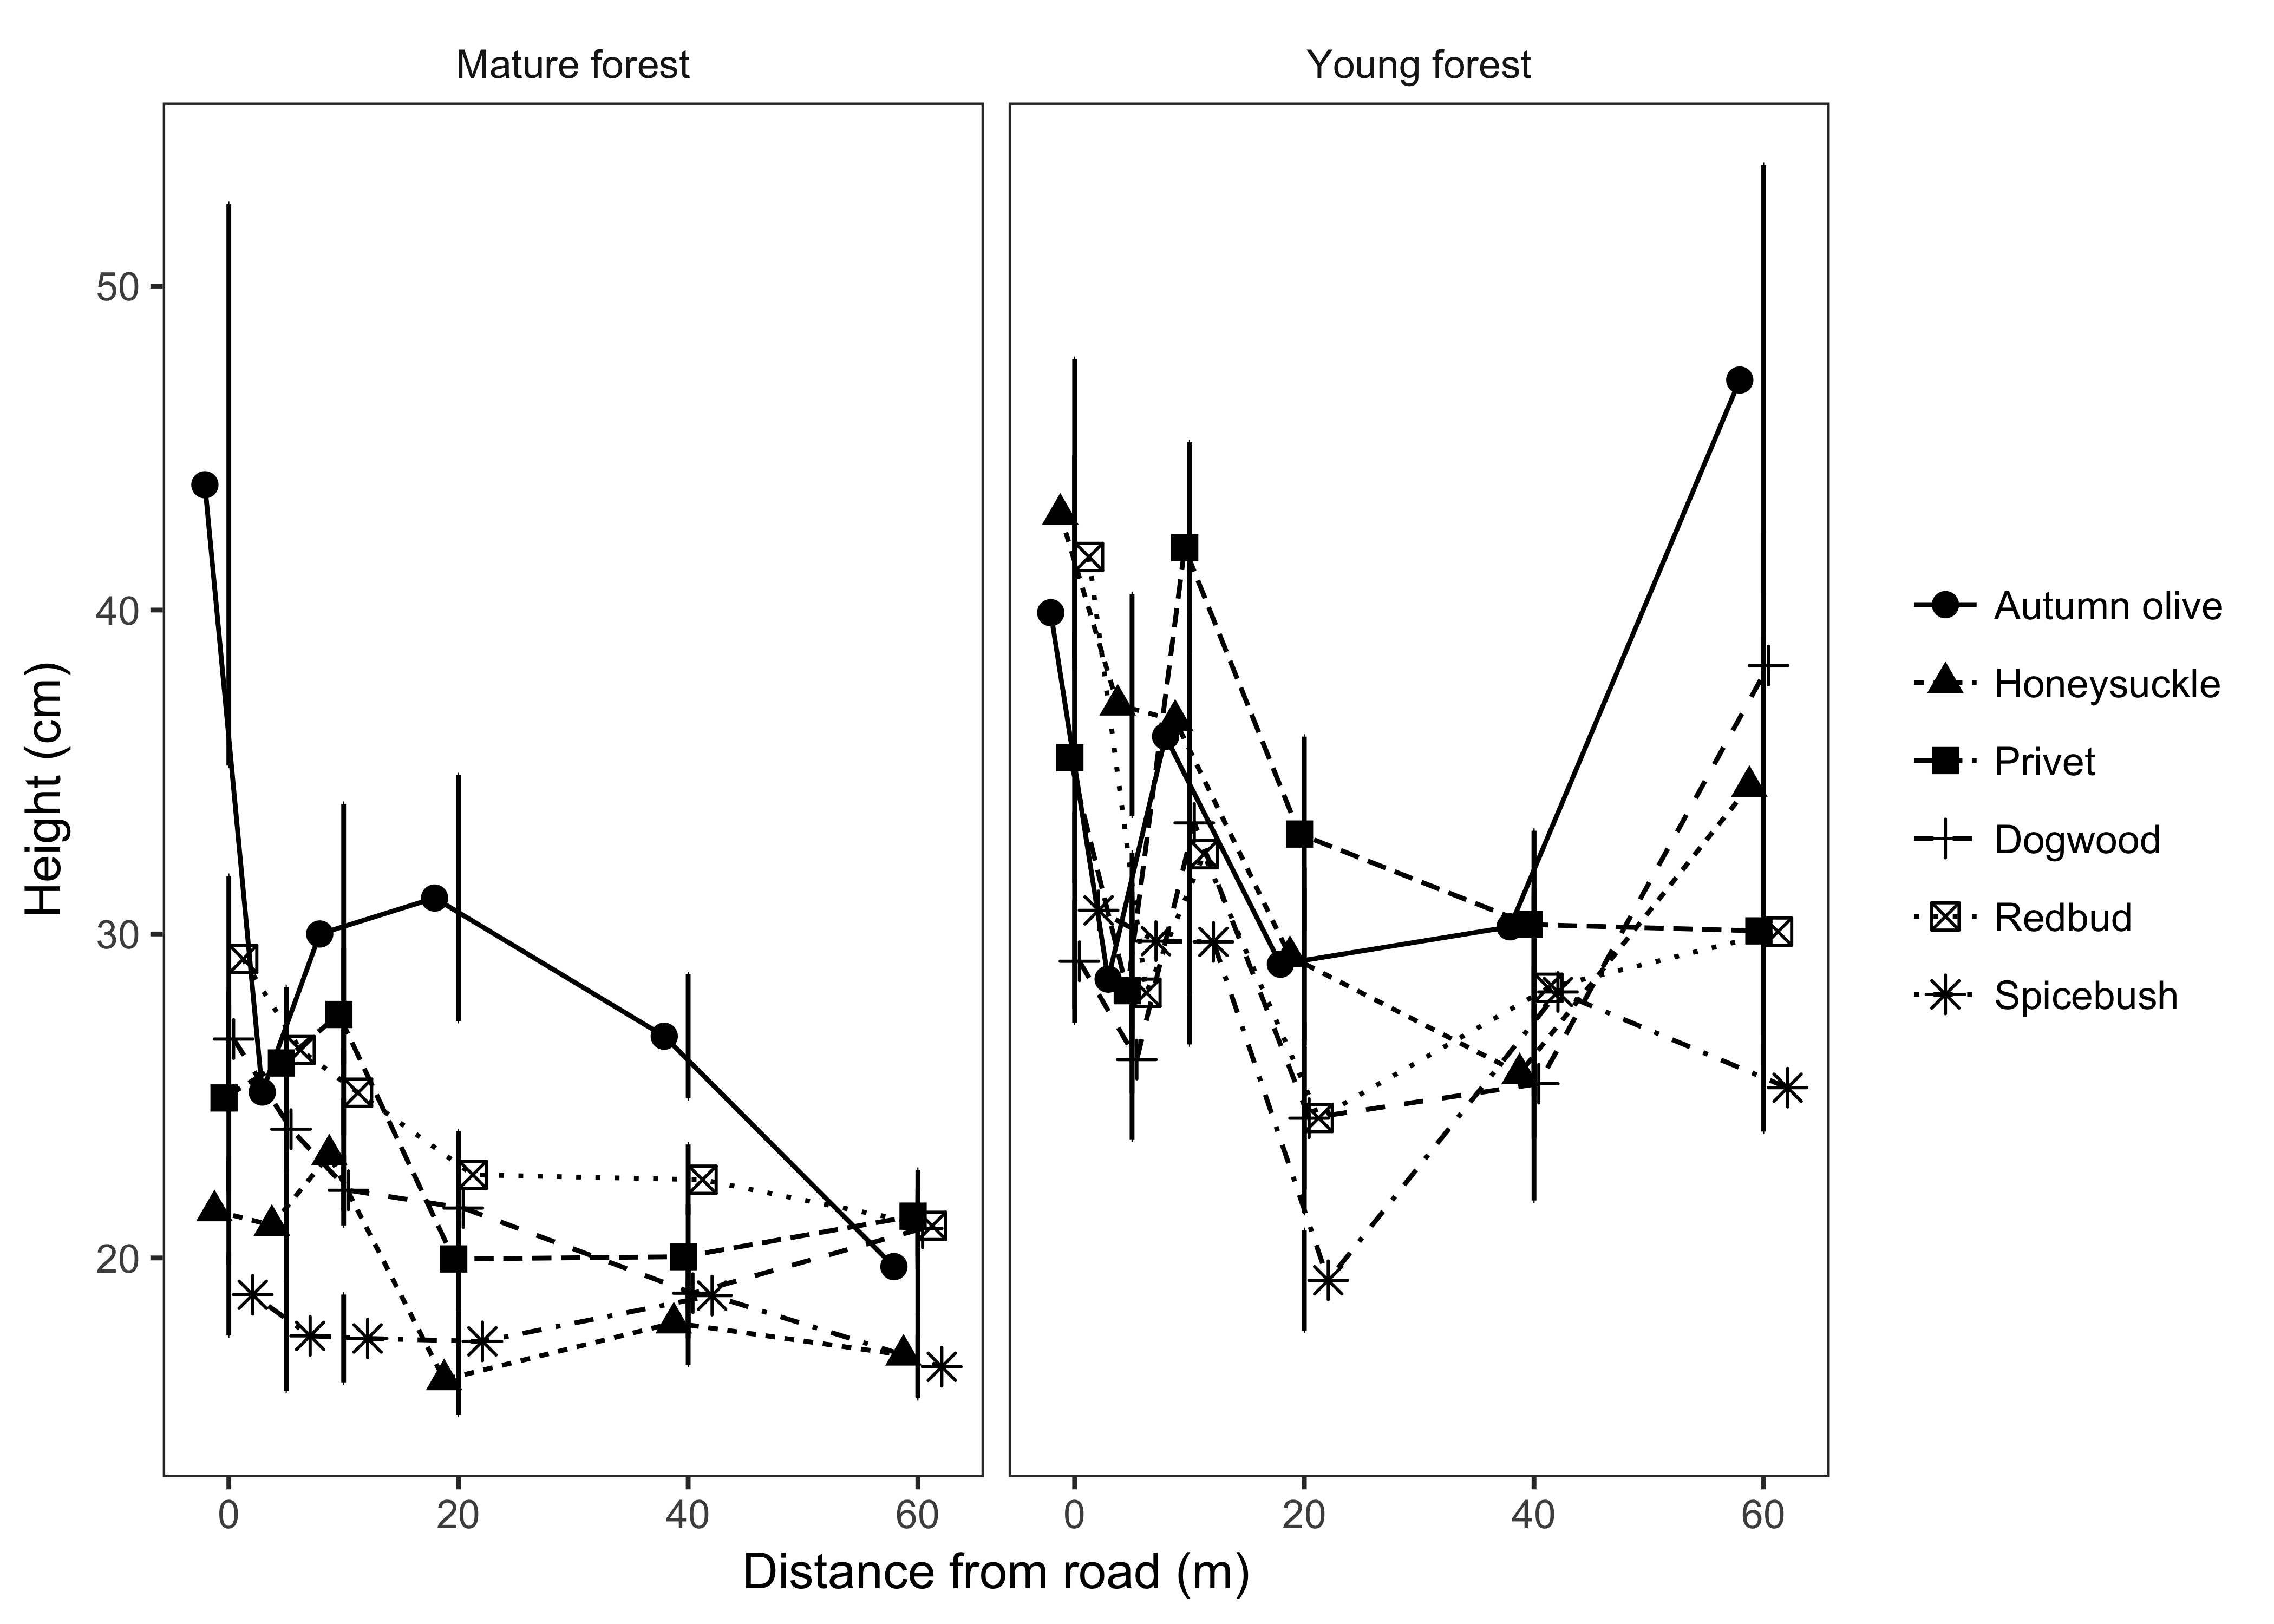 Mature forest
Young forest
Height (cm)
50
40
30
20
0 20 40 60
0 20 40 60
Distance from road (m)
Autumn olive
Honeysuckle
Privet
Dogwood
Redbud
Spicebush